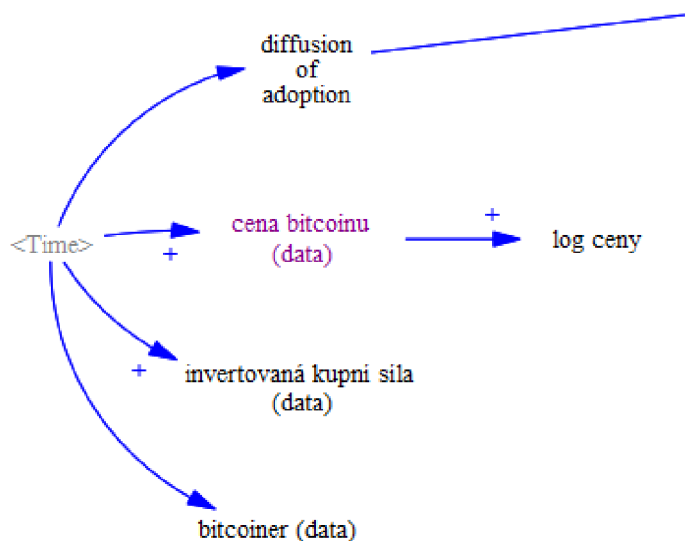 diffusion
of
adoption
+
cena bitcoinu
(data)
<Time>
log ceny
+
+
invertovaná kupní síla
(data)
bitcoiner (data)